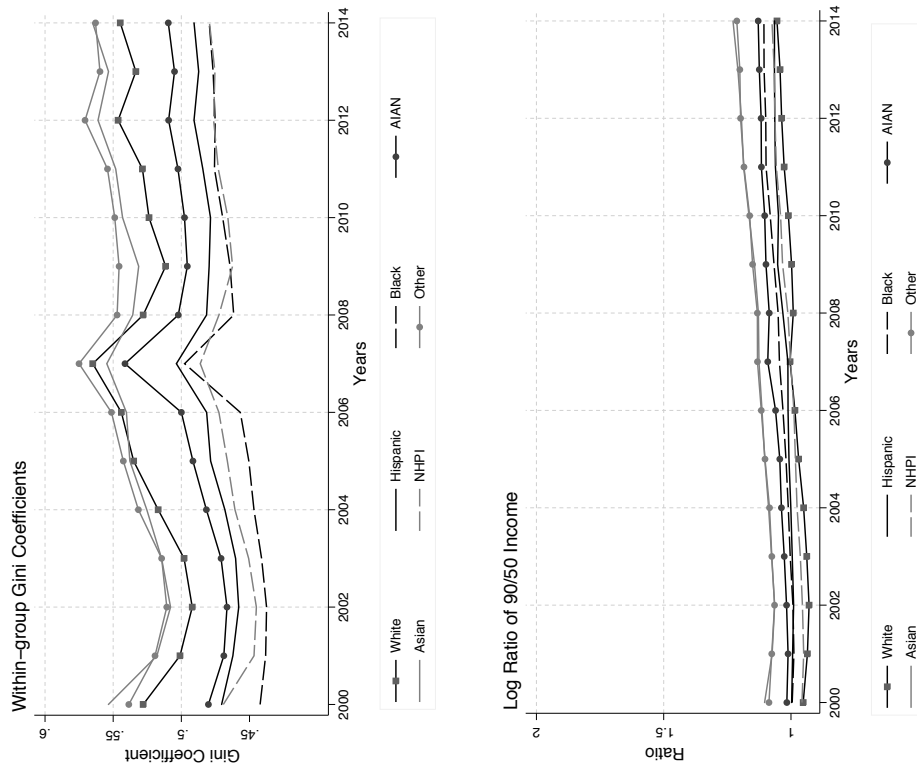 Within−group Gini Coefficients
.6
.55
.5
.45
Gini Coefficient
2000 2002 2004 2006 2008 2010 2012 2014
Years
White Hispanic Black AIAN
Asian NHPI Other
Log Ratio of 90/50 Income
2
1.5
1
Ratio
2000 2002 2004 2006 2008 2010 2012 2014
Years
White Hispanic Black AIAN
Asian NHPI Other